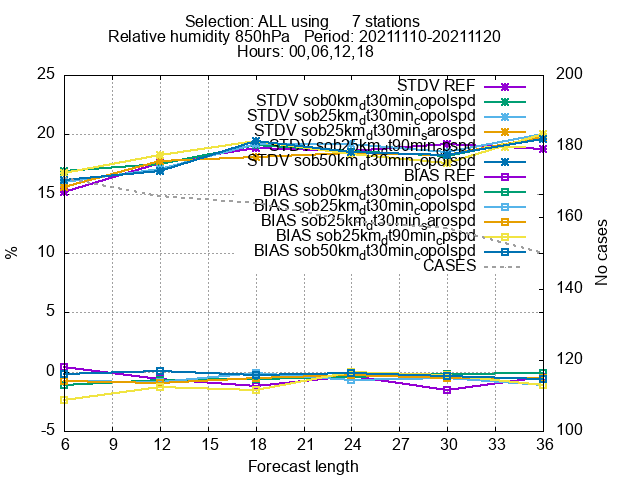 Selection: ALL using 7 stations
Relative humidity 850hPa Period: 20211110-20211120
Hours: 00,06,12,18
25
20
15
10
5
0
-5
%
200
180
160
140
120
100
No cases
STDV REF
STDV sob0km_dt30min_copolspd
STDV sob25km_dt30min_copolspd
STDV sob25km_dt30min_sarospd
STDV sob25km_dt90min_cpspd
STDV sob50km_dt30min_copolspd
BIAS REF
BIAS sob0km_dt30min_copolspd
BIAS sob25km_dt30min_copolspd
BIAS sob25km_dt30min_sarospd
BIAS sob25km_dt90min_cpspd
BIAS sob50km_dt30min_copolspd
CASES
6 9 12 15 18 21 24 27 30 33 36
Forecast length